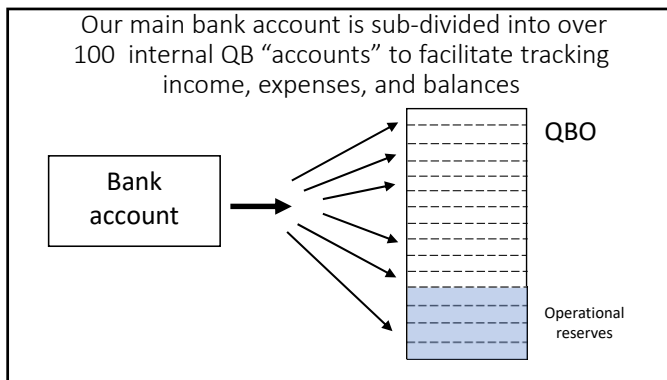 Our main bank account is sub-divided into over
100 internal QB “accounts” to facilitate tracking
income, expenses, and balances
QBO
Bank
account
Operational
reserves